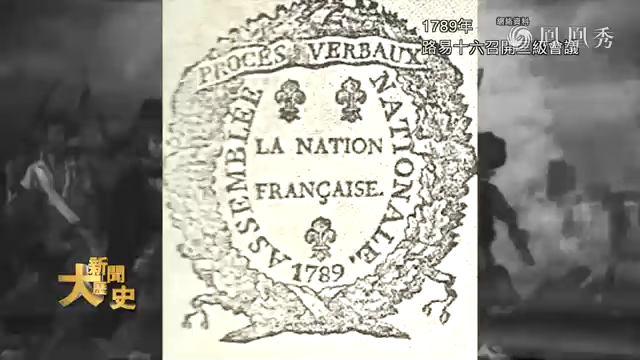 網絡資料
鳳凰秀
1789年
路易十六召開三級會議
PROCÈS VERBAUX
ASSEMBLÉE NATIONALE,
LA NATION
FRANÇAISE.
1789
新聞
大歷史